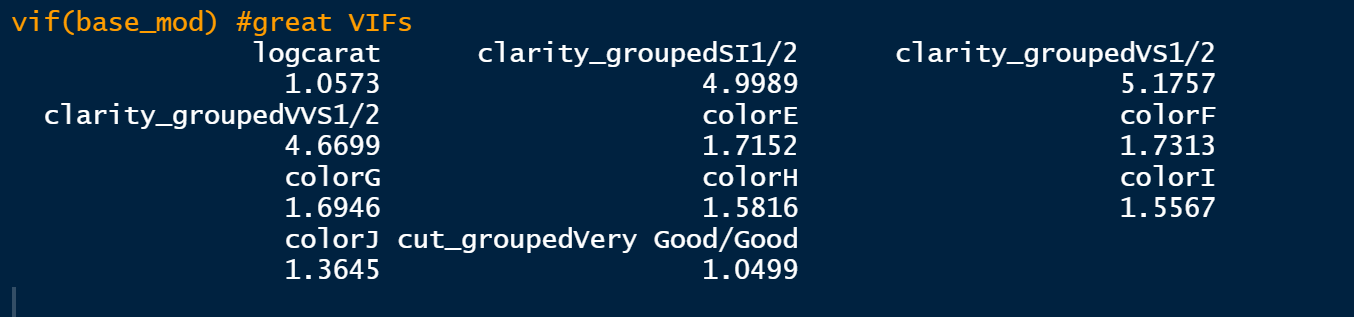 vif(base_mod) #great VIFs
logcarat clarity_groupedSI1/2 clarity_groupedVS1/2
1.0573 4.9989 5.1757
clarity_groupedVVS1/2 colorE colorF
4.6699 1.7152 1.7313
colorG colorH colorI
1.6946 1.5816 1.5567
colorJ cut_groupedVery Good/Good
1.3645 1.0499